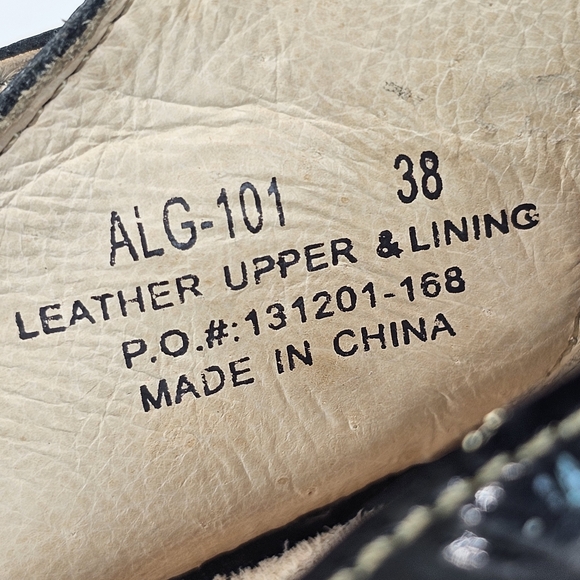 ALG-101 38
LEATHER UPPER & LINING
P.O.#:131201-168
MADE IN CHINA